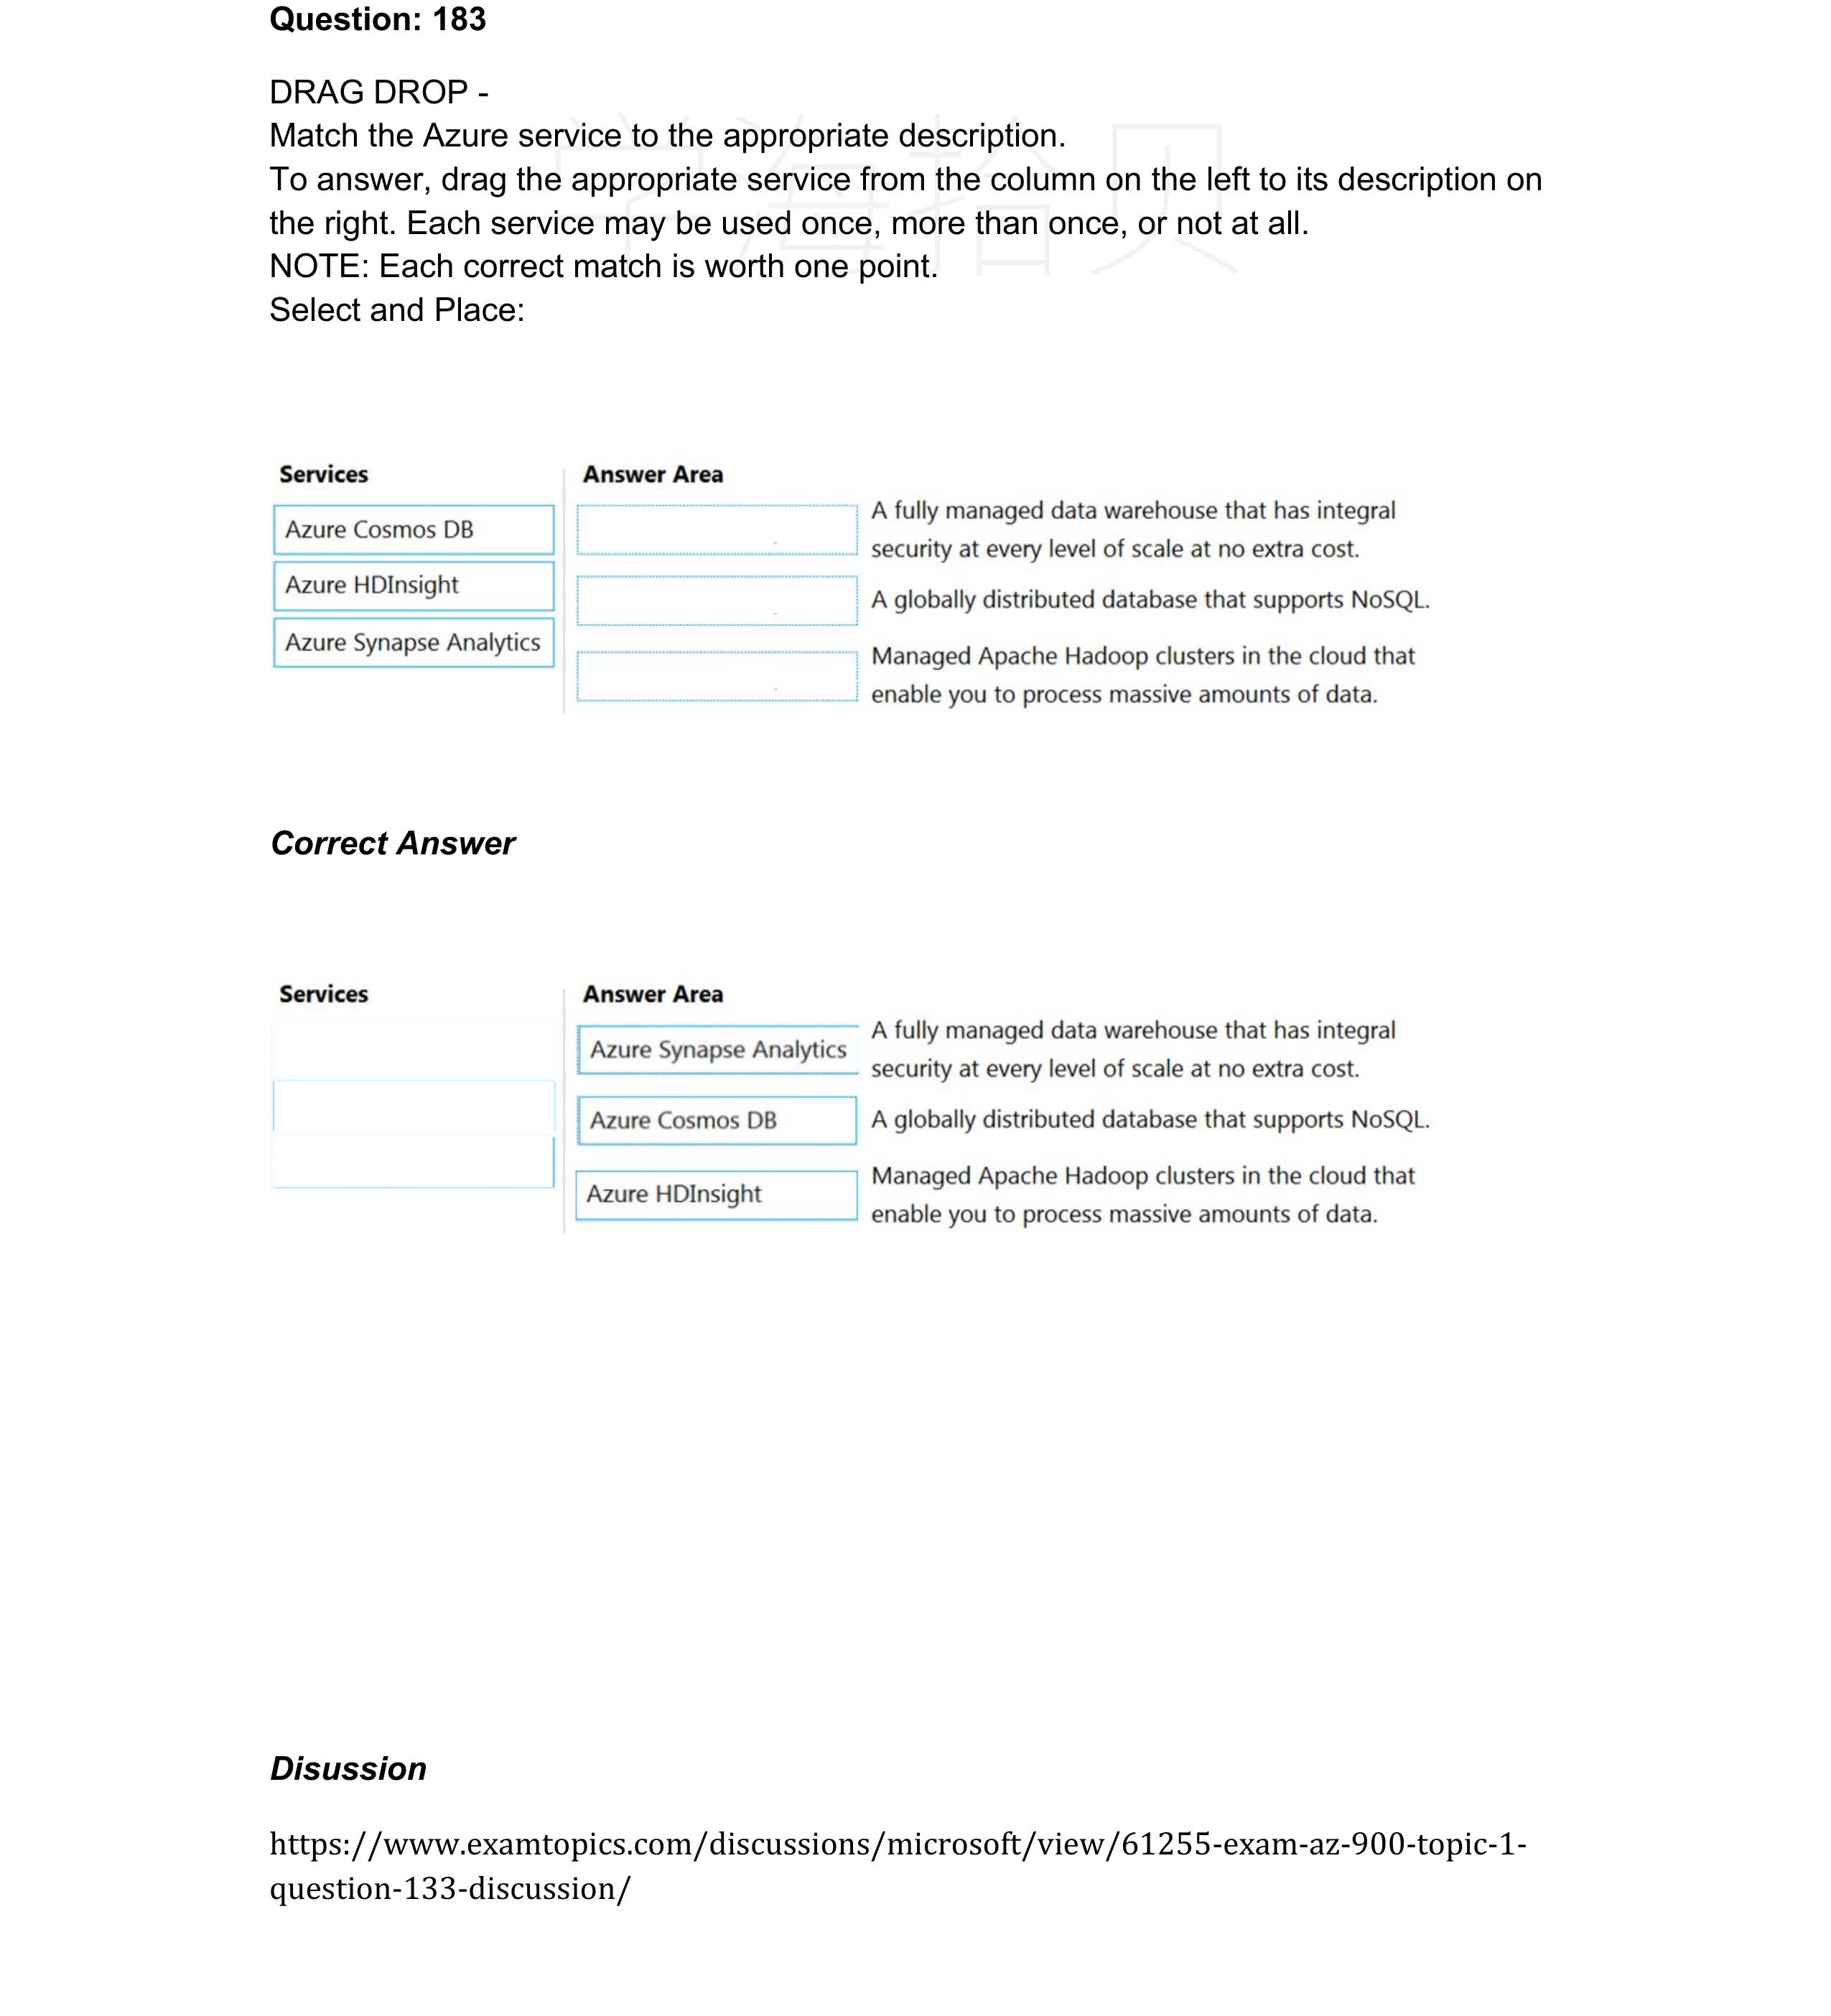 Question: 183
DRAG DROP -
Match the Azure service to the appropriate description.
To answer, drag the appropriate service from the column on the left to its description on
the right. Each service may be used once, more than once, or not at all.
NOTE: Each correct match is worth one point.
Select and Place:
学海拾贝
Services
Answer Area
Azure Cosmos DB
Azure HDInsight
Azure Synapse Analytics
A fully managed data warehouse that has integral
security at every level of scale at no extra cost.
A globally distributed database that supports NoSQL.
Managed Apache Hadoop clusters in the cloud that
enable you to process massive amounts of data.
Correct Answer
Services
Answer Area
Azure Synapse Analytics
A fully managed data warehouse that has integral
security at every level of scale at no extra cost.
Azure Cosmos DB
A globally distributed database that supports NoSQL.
Azure HDInsight
Managed Apache Hadoop clusters in the cloud that
enable you to process massive amounts of data.
Disussion
https://www.examtopics.com/discussions/microsoft/view/61255-exam-az-900-topic-1-
question-133-discussion/